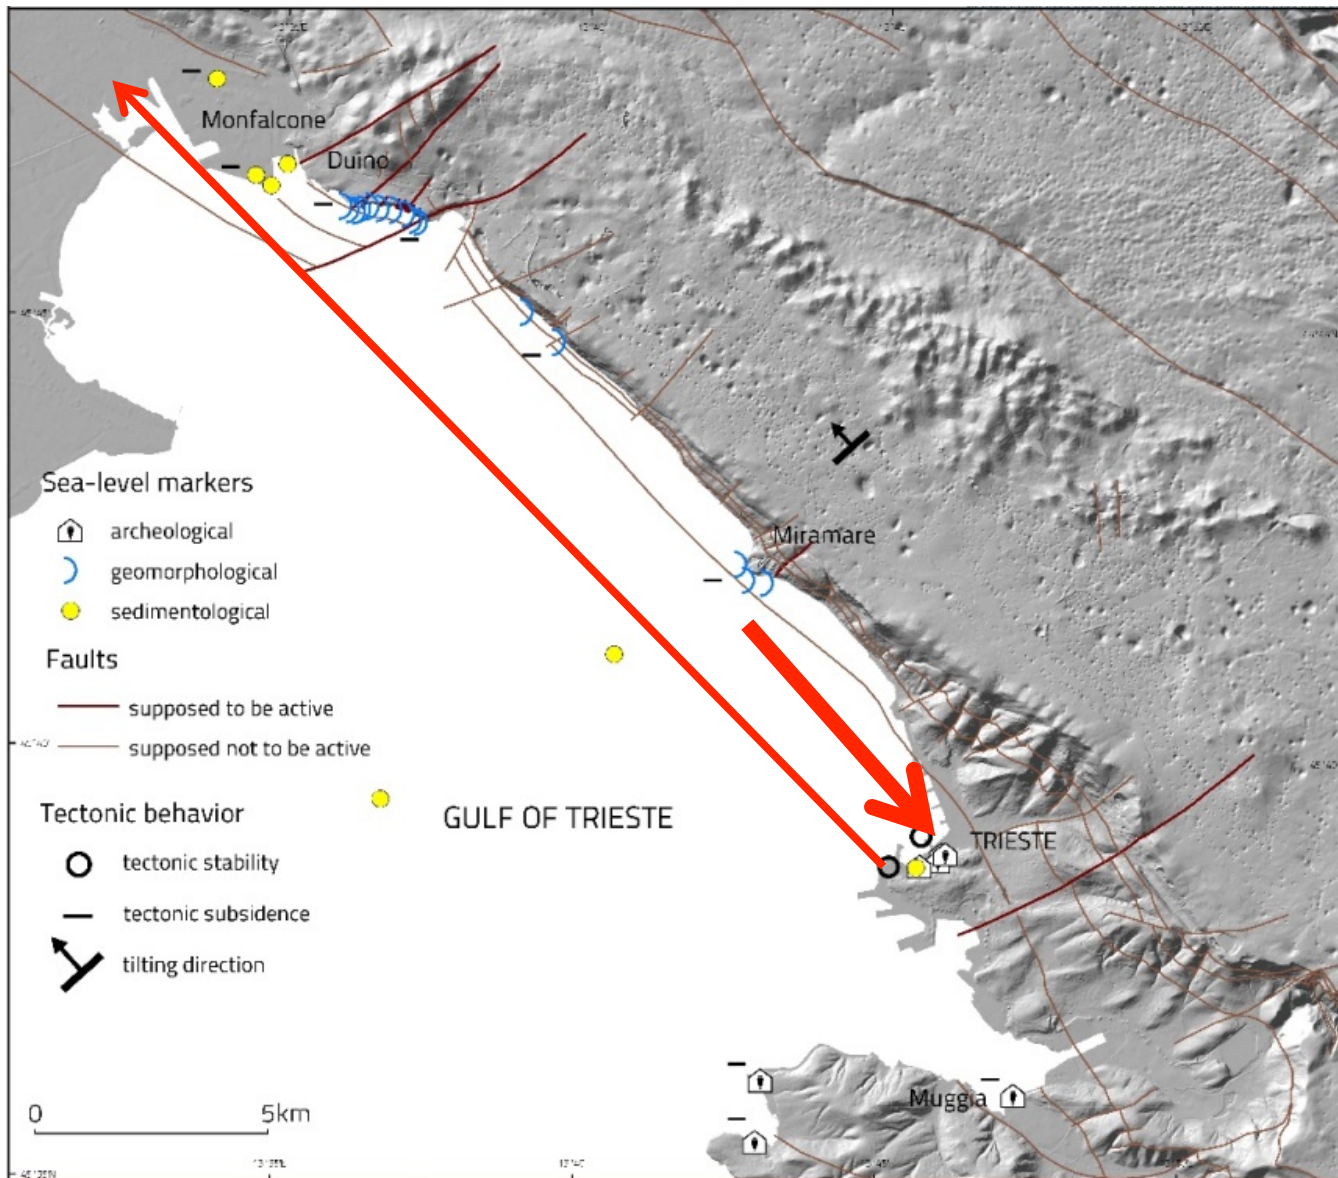 Monfalcone
Duino
Sea-level markers
archeological
geomorphological
sedimentological
Miramare
Faults
supposed to be active
supposed not to be active
Tectonic behavior
GULF OF TRIESTE
TRIESTE
tectonic stability
tectonic subsidence
tilting direction
Muggia
0 5km